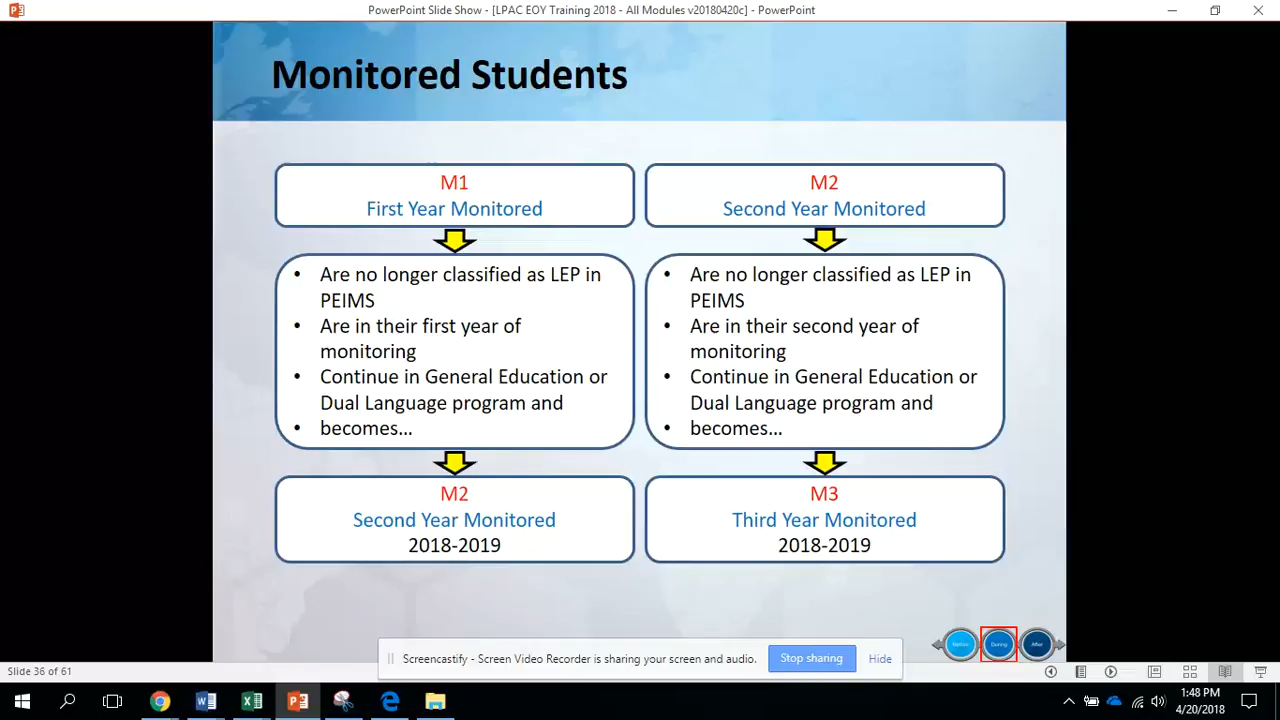 PowerPoint Slide Show - [LPAC EOY Training 2018 - All Modules v20180420c] - PowerPoint
Monitored Students
M1
First Year Monitored
• Are no longer classified as LEP in
PEIMS
• Are in their first year of
monitoring
• Continue in General Education or
Dual Language program and
• becomes...
M2
Second Year Monitored
2018-2019
M2
Second Year Monitored
• Are no longer classified as LEP in
PEIMS
• Are in their second year of
monitoring
• Continue in General Education or
Dual Language program and
• becomes...
M3
Third Year Monitored
2018-2019
Before During After
Screencastify - Screen Video Recorder is sharing your screen and audio. Stop sharing Hide
Slide 36 of 61
1:48 PM
4/20/2018